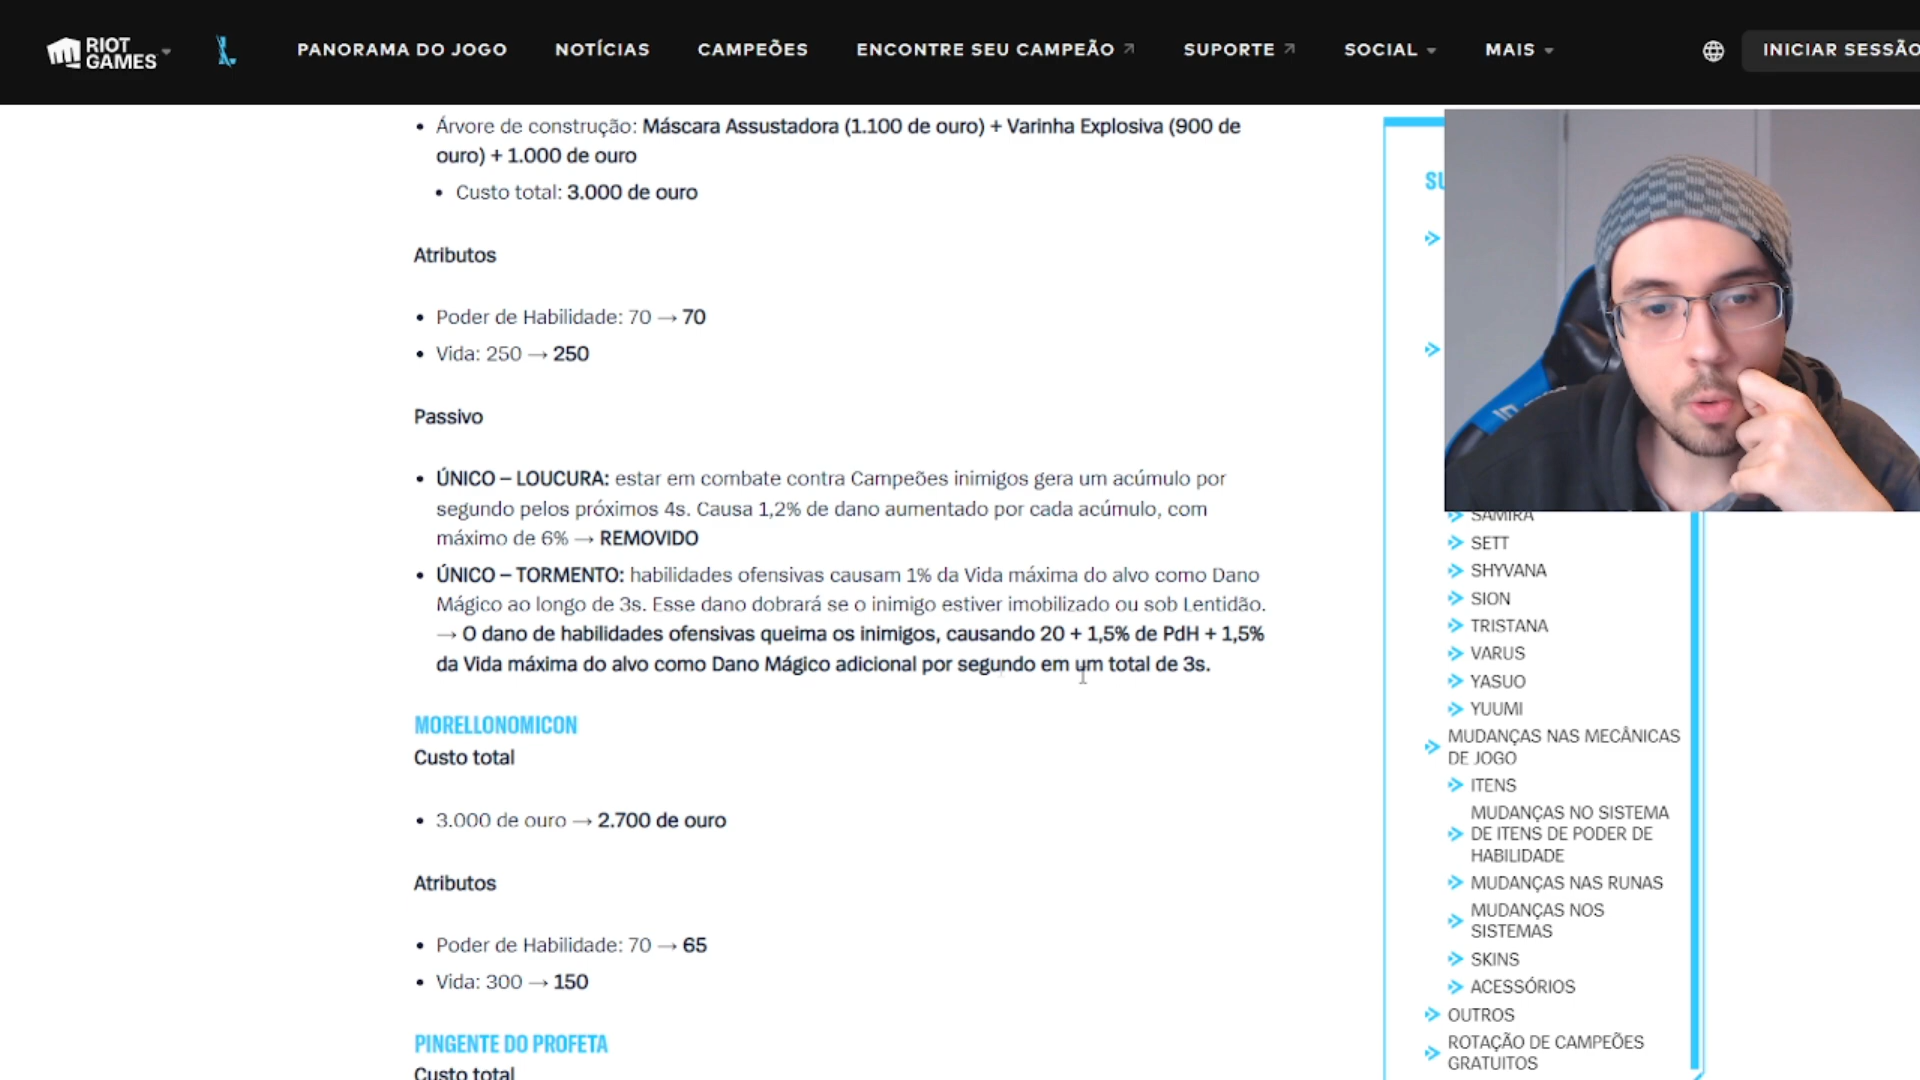 RIOT GAMES
PANORAMA DO JOGO
NOTÍCIAS
CAMPEÕES
ENCONTRE SEU CAMPEÃO
SUPORTE
SOCIAL
MAIS
INICIAR SESSÃO
• Árvore de construção: Máscara Assustadora (1.100 de ouro) + Varinha Explosiva (900 de
ouro) + 1.000 de ouro
• Custo total: 3.000 de ouro
Atributos
• Poder de Habilidade: 70 → 70
• Vida: 250 → 250
Passivo
• ÚNICO – LOUCURA: estar em combate contra Campeões inimigos gera um acúmulo por
segundo pelos próximos 4s. Causa 1,2% de dano aumentado por cada acúmulo, com
máximo de 6% → REMOVIDO
• ÚNICO – TORMENTO: habilidades ofensivas causam 1% da Vida máxima do alvo como Dano
Mágico ao longo de 3s. Esse dano dobrará se o inimigo estiver imobilizado ou sob Lentidão.
→ O dano de habilidades ofensivas queima os inimigos, causando 20 + 1,5% de PdH + 1,5%
da Vida máxima do alvo como Dano Mágico adicional por segundo em um total de 3s.
MORELLONOMICON
Custo total
• 3.000 de ouro → 2.700 de ouro
Atributos
• Poder de Habilidade: 70 → 65
• Vida: 300 → 150
PINGENTE DO PROFETA
Custo total
SU
SAMIRA
SETT
SHYVANA
SION
TRISTANA
VARUS
YASUO
YUUMI
MUDANÇAS NAS MECÂNICAS
DE JOGO
ITENS
MUDANÇAS NO SISTEMA
DE ITENS DE PODER DE
HABILIDADE
MUDANÇAS NAS RUNAS
MUDANÇAS NOS
SISTEMAS
SKINS
ACESSÓRIOS
OUTROS
ROTAÇÃO DE CAMPEÕES
GRATUITOS